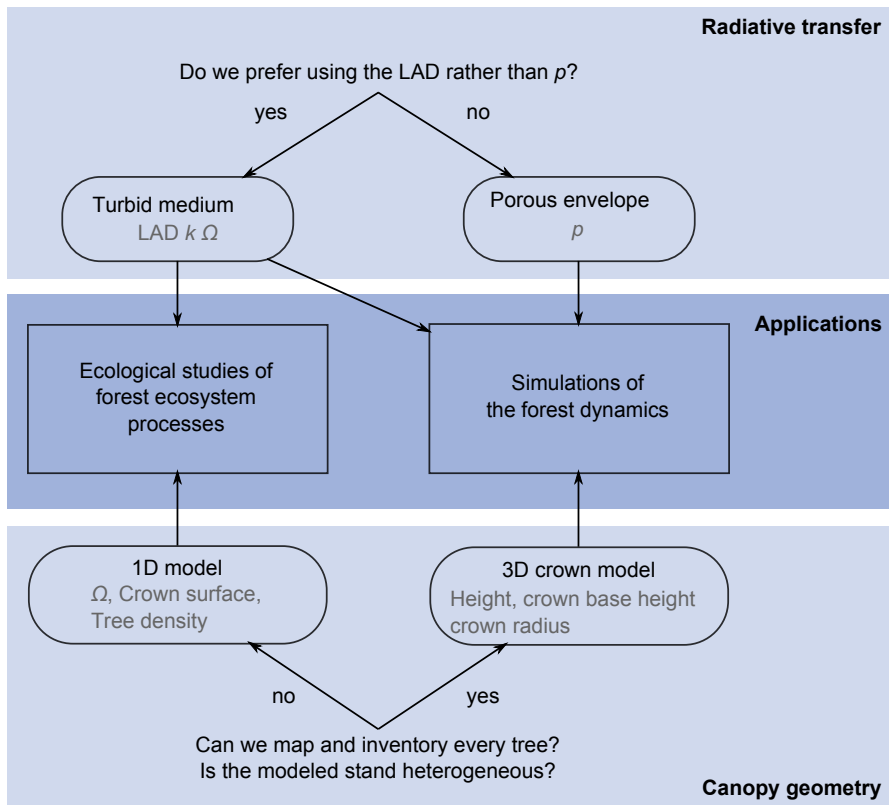 Radiative transfer
Do we prefer using the LAD rather than p?
yes
no
Turbid medium
LAD k Ω
Porous envelope
p
Applications
Ecological studies of
forest ecosystem
processes
Simulations of
the forest dynamics
1D model
Ω, Crown surface,
Tree density
3D crown model
Height, crown base height
crown radius
no
yes
Can we map and inventory every tree?
Is the modeled stand heterogeneous?
Canopy geometry